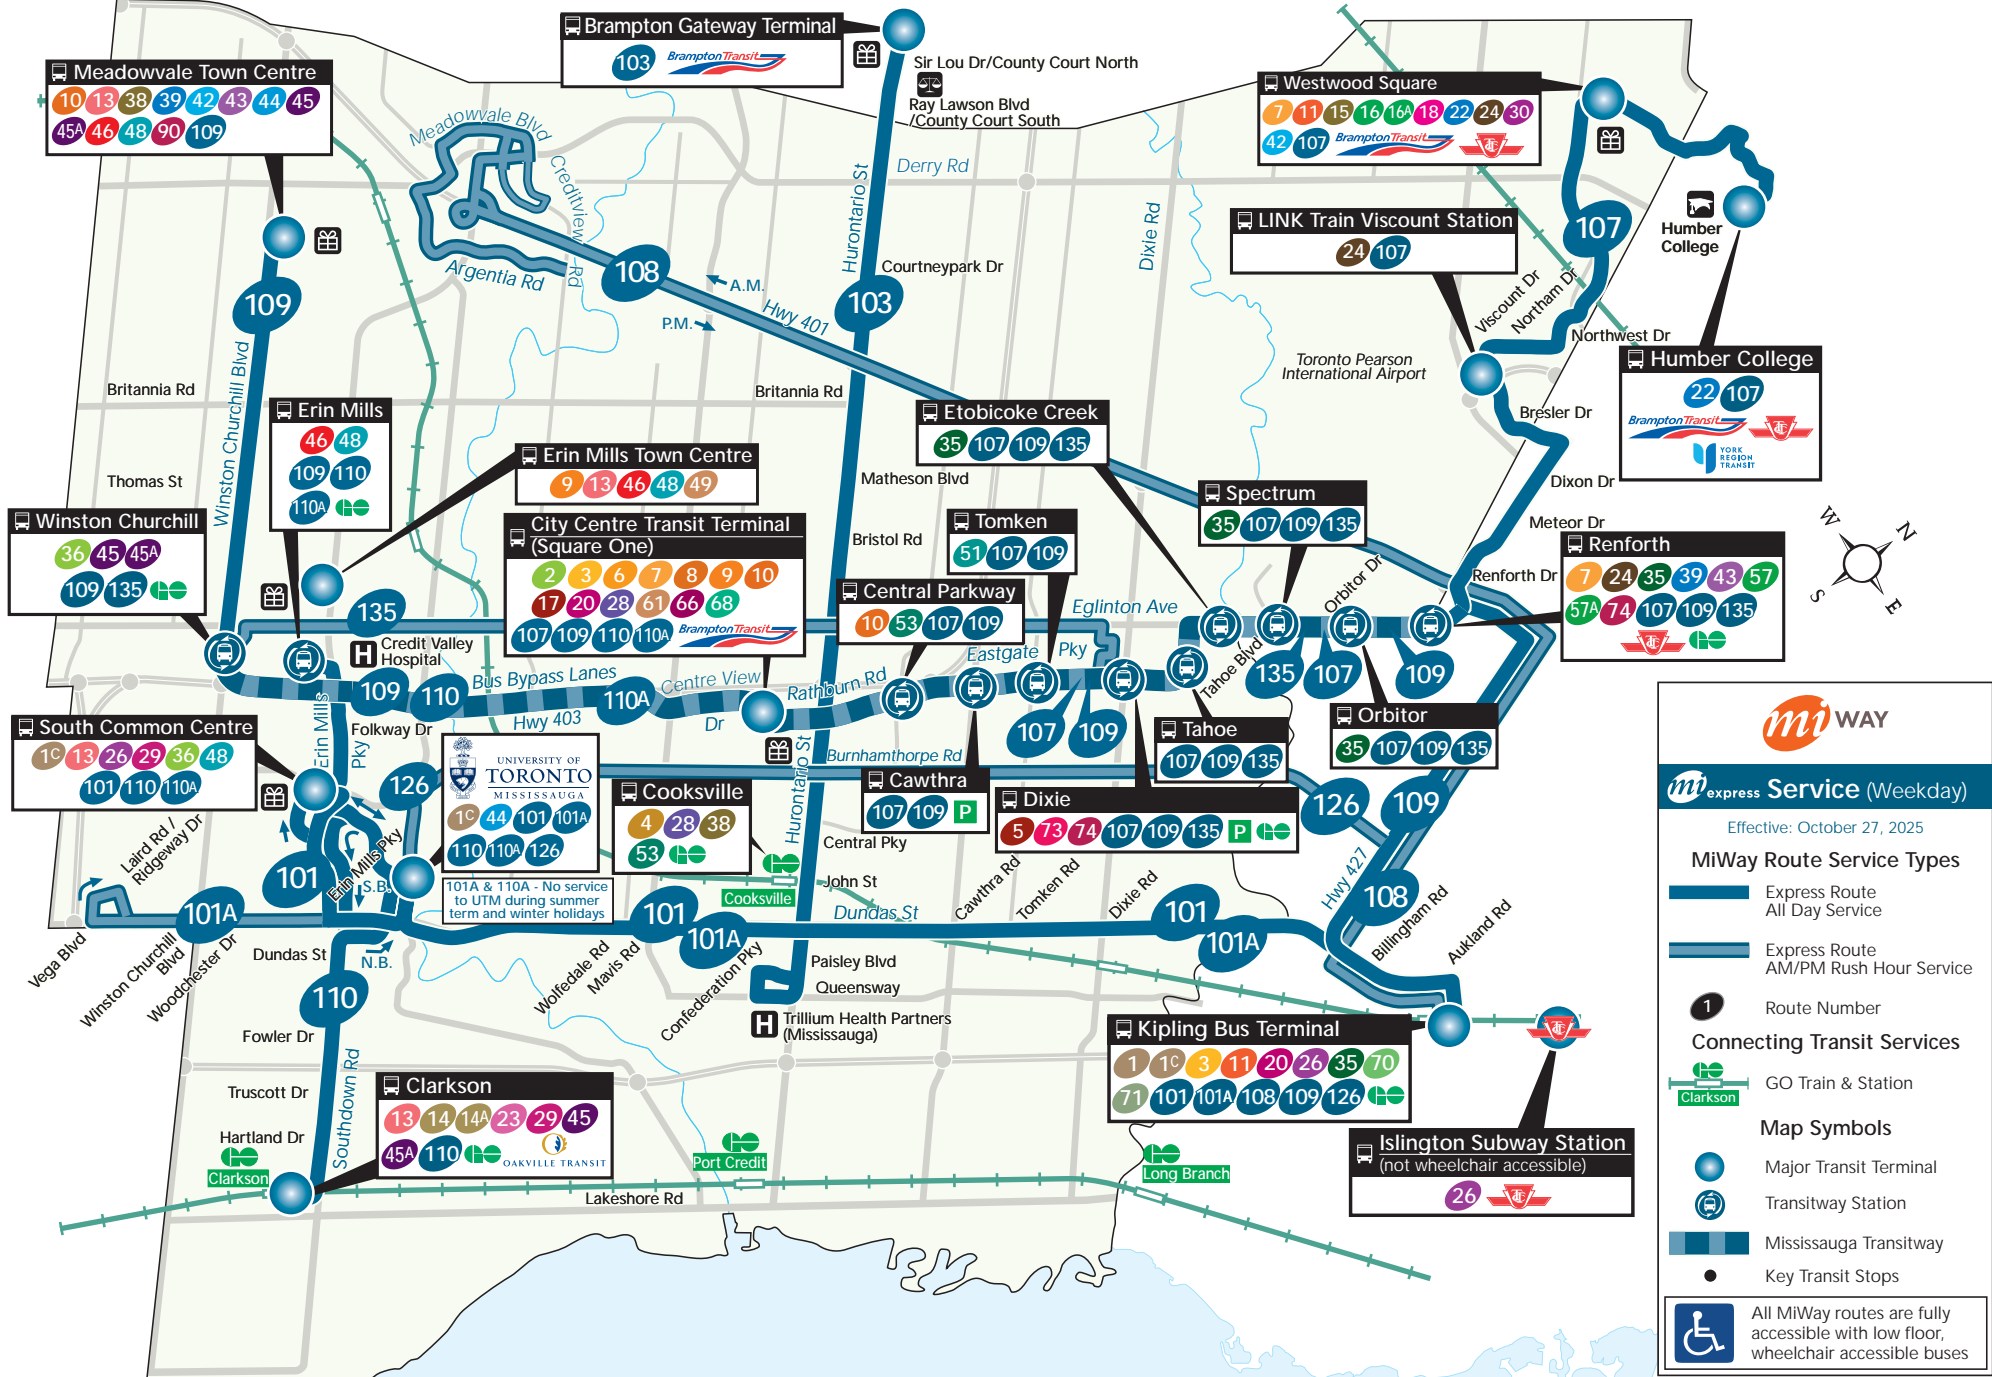 Brampton Gateway Terminal
103 BramptonTransit
Sir Lou Dr/County Court North
Ray Lawson Blvd
/County Court South
Meadowvale Town Centre
10 13 38 39 42 43 44 45
45A 46 48 90 109
Westwood Square
7 11 15 16 16A 18 22 24 30
42 107 BramptonTransit TTC
Meadowvale Blvd
Creditview Rd
Argentia Rd
Derry Rd
Hurontario St
Dixie Rd
Humber
College
LINK Train Viscount Station
24 107
107
108
A.M.
P.M.
Hwy 401
Courtneypark Dr
103
109
Viscount Dr
Northam Dr
Northwest Dr
Toronto Pearson
International Airport
Humber College
22 107
BramptonTransit TTC
YORK
REGION
TRANSIT
Bresler Dr
Dixon Dr
Meteor Dr
Renforth Dr
Britannia Rd
Winston Churchill Blvd
Britannia Rd
Erin Mills
46 48
109 110
110A GO
Erin Mills Town Centre
9 13 46 48 49
Etobicoke Creek
35 107 109 135
Thomas St
Matheson Blvd
Spectrum
35 107 109 135
Winston Churchill
36 45 45A
109 135 GO
City Centre Transit Terminal
(Square One)
2 3 6 7 8 9 10
17 20 28 61 66 68
107 109 110 110A BramptonTransit
Bristol Rd
Tomken
51 107 109
Central Parkway
10 53 107 109
Renforth
7 24 35 39 43 57
57A 74 107 109 135
TTC GO
W N S E
Orbitor Dr
Eglinton Ave
135
H Credit Valley
Hospital
Eastgate Pky
Tahoe Blvd
135 107 109
109 110 110A
Bus Bypass Lanes
Centre View
Dr
Rathburn Rd
Hwy 403
Erin Mills
Pky
Folkway Dr
107 109
South Common Centre
1C 13 26 29 36 48
101 110 110A
UNIVERSITY OF
TORONTO
MISSISSAUGA
1C 44 101 101A
110 110A 126
101A & 110A - No service
to UTM during summer
term and winter holidays
126
Hurontario St
Burnhamthorpe Rd
Cooksville
4 28 38
53 GO
Cawthra
107 109 P
Tahoe
107 109 135
Orbitor
35 107 109 135
Dixie
5 73 74 107 109 135 P GO
126 109
Laird Rd /
Ridgeway Dr
101
Erin Mills Pky
S.B.
N.B.
Cooksville
Central Pky
John St
Dundas St
Cawthra Rd
Tomken Rd
Dixie Rd
Hwy 427
108
Billingham Rd
Aukland Rd
101A
101
101A
101
101A
Vega Blvd
Winston Churchill
Blvd
Woodchester Dr
Dundas St
Wolfedale Rd
Mavis Rd
Confederation Pky
Paisley Blvd
Queensway
H Trillium Health Partners
(Mississauga)
110
Fowler Dr
Truscott Dr
Hartland Dr
Southdown Rd
Clarkson
Clarkson
13 14 14A 23 29 45
45A 110 GO OAKVILLE TRANSIT
Port Credit
Long Branch
Lakeshore Rd
Kipling Bus Terminal
1 1C 3 11 20 26 35 70
71 101 101A 108 109 126 GO
TTC
Islington Subway Station
(not wheelchair accessible)
26 TTC
mi WAY
mi express Service (Weekday)
Effective: October 27, 2025
MiWay Route Service Types
Express Route
All Day Service
Express Route
AM/PM Rush Hour Service
1 Route Number
Connecting Transit Services
Clarkson GO Train & Station
Map Symbols
Major Transit Terminal
Transitway Station
Mississauga Transitway
Key Transit Stops
All MiWay routes are fully
accessible with low floor,
wheelchair accessible buses